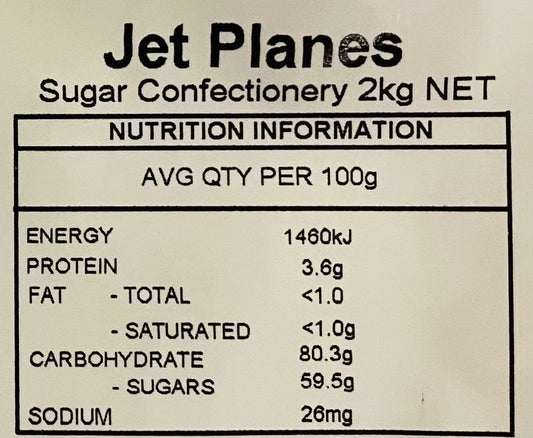 Jet Planes
Sugar Confectionery 2kg NET
NUTRITION INFORMATION
AVG QTY PER 100g
ENERGY 1460kJ
PROTEIN 3.6g
FAT - TOTAL <1.0
- SATURATED <1.0g
CARBOHYDRATE 80.3g
- SUGARS 59.5g
SODIUM 26mg